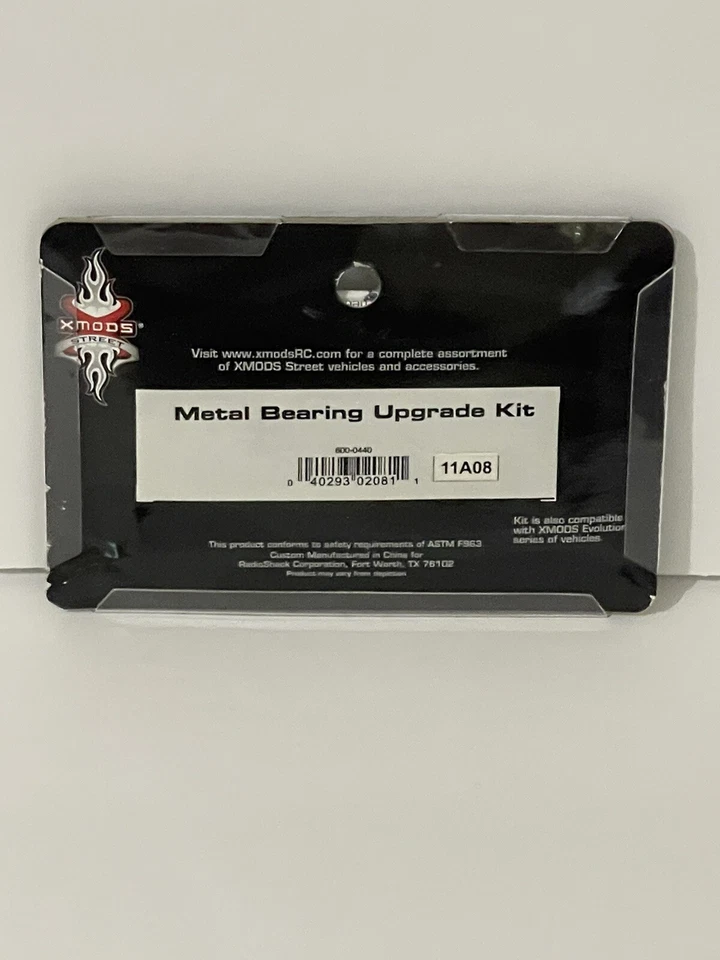 XMODS®
STREET
Visit www.xmodsRC.com for a complete assortment
of XMODS Street vehicles and accessories.
Metal Bearing Upgrade Kit
600-0440
0 40293 02081 1
11A08
Kit is also compatible
with XMODS Evolution
series of vehicles
This product conforms to safety requirements of ASTM F963
Custom Manufactured in China for
RadioShack Corporation, Fort Worth, TX 76102
Product may vary from depiction